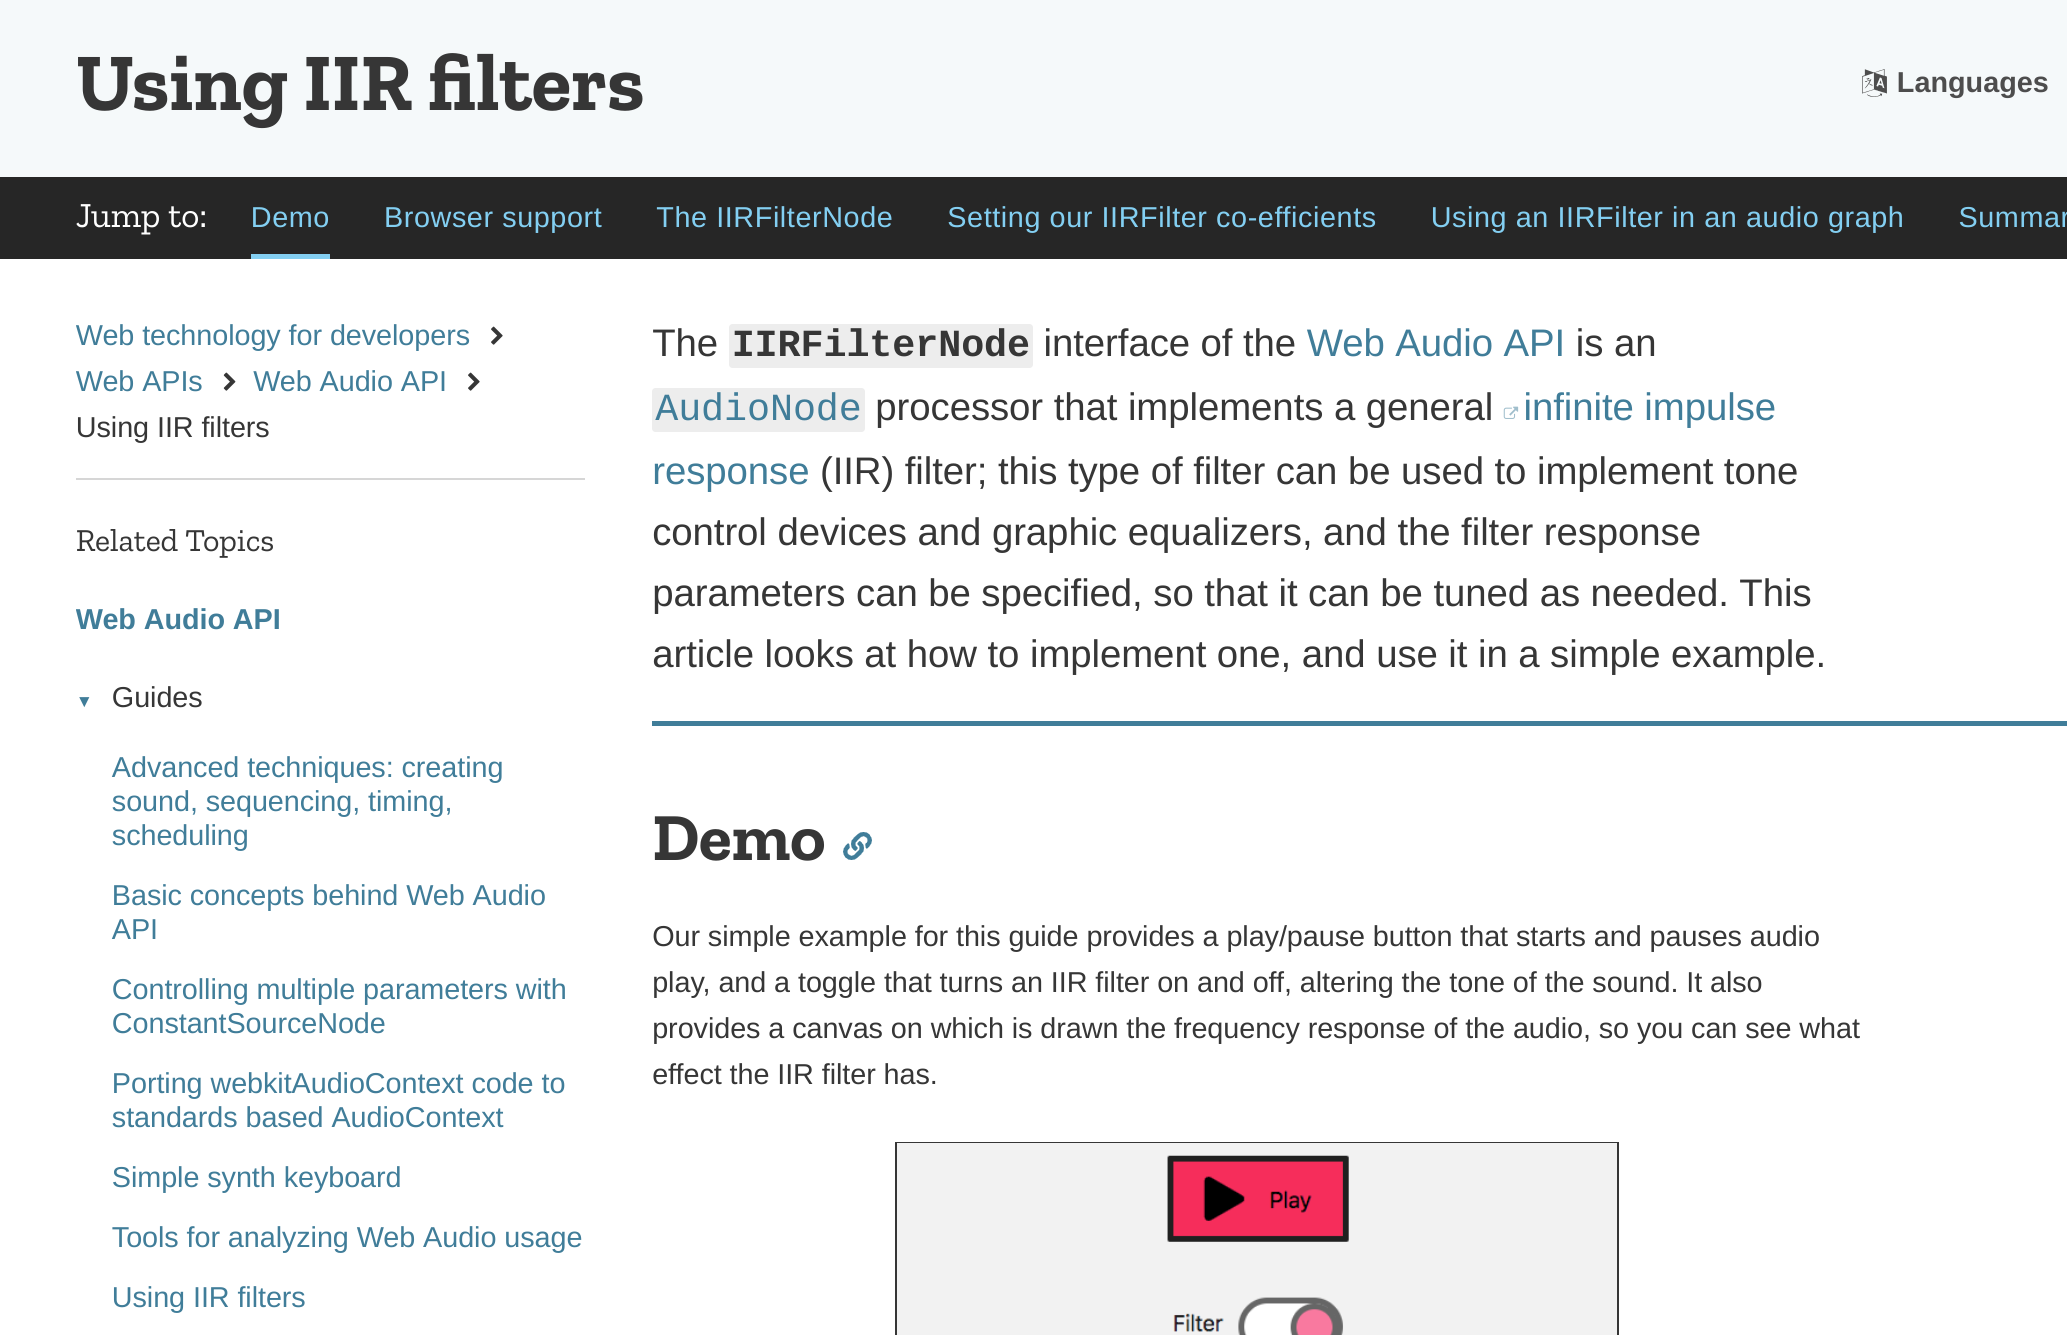 Using IIR filters
Languages
Jump to: Demo Browser support The IIRFilterNode Setting our IIRFilter co-efficients Using an IIRFilter in an audio graph Summar
Web technology for developers
Web APIs Web Audio API
Using IIR filters
Related Topics
Web Audio API
Guides
Advanced techniques: creating
sound, sequencing, timing,
scheduling
Basic concepts behind Web Audio
API
Controlling multiple parameters with
ConstantSourceNode
Porting webkitAudioContext code to
standards based AudioContext
Simple synth keyboard
Tools for analyzing Web Audio usage
Using IIR filters
The IIRFilterNode interface of the Web Audio API is an
AudioNode processor that implements a general infinite impulse
response (IIR) filter; this type of filter can be used to implement tone
control devices and graphic equalizers, and the filter response
parameters can be specified, so that it can be tuned as needed. This
article looks at how to implement one, and use it in a simple example.
Demo
Our simple example for this guide provides a play/pause button that starts and pauses audio
play, and a toggle that turns an IIR filter on and off, altering the tone of the sound. It also
provides a canvas on which is drawn the frequency response of the audio, so you can see what
effect the IIR filter has.
Play
Filter